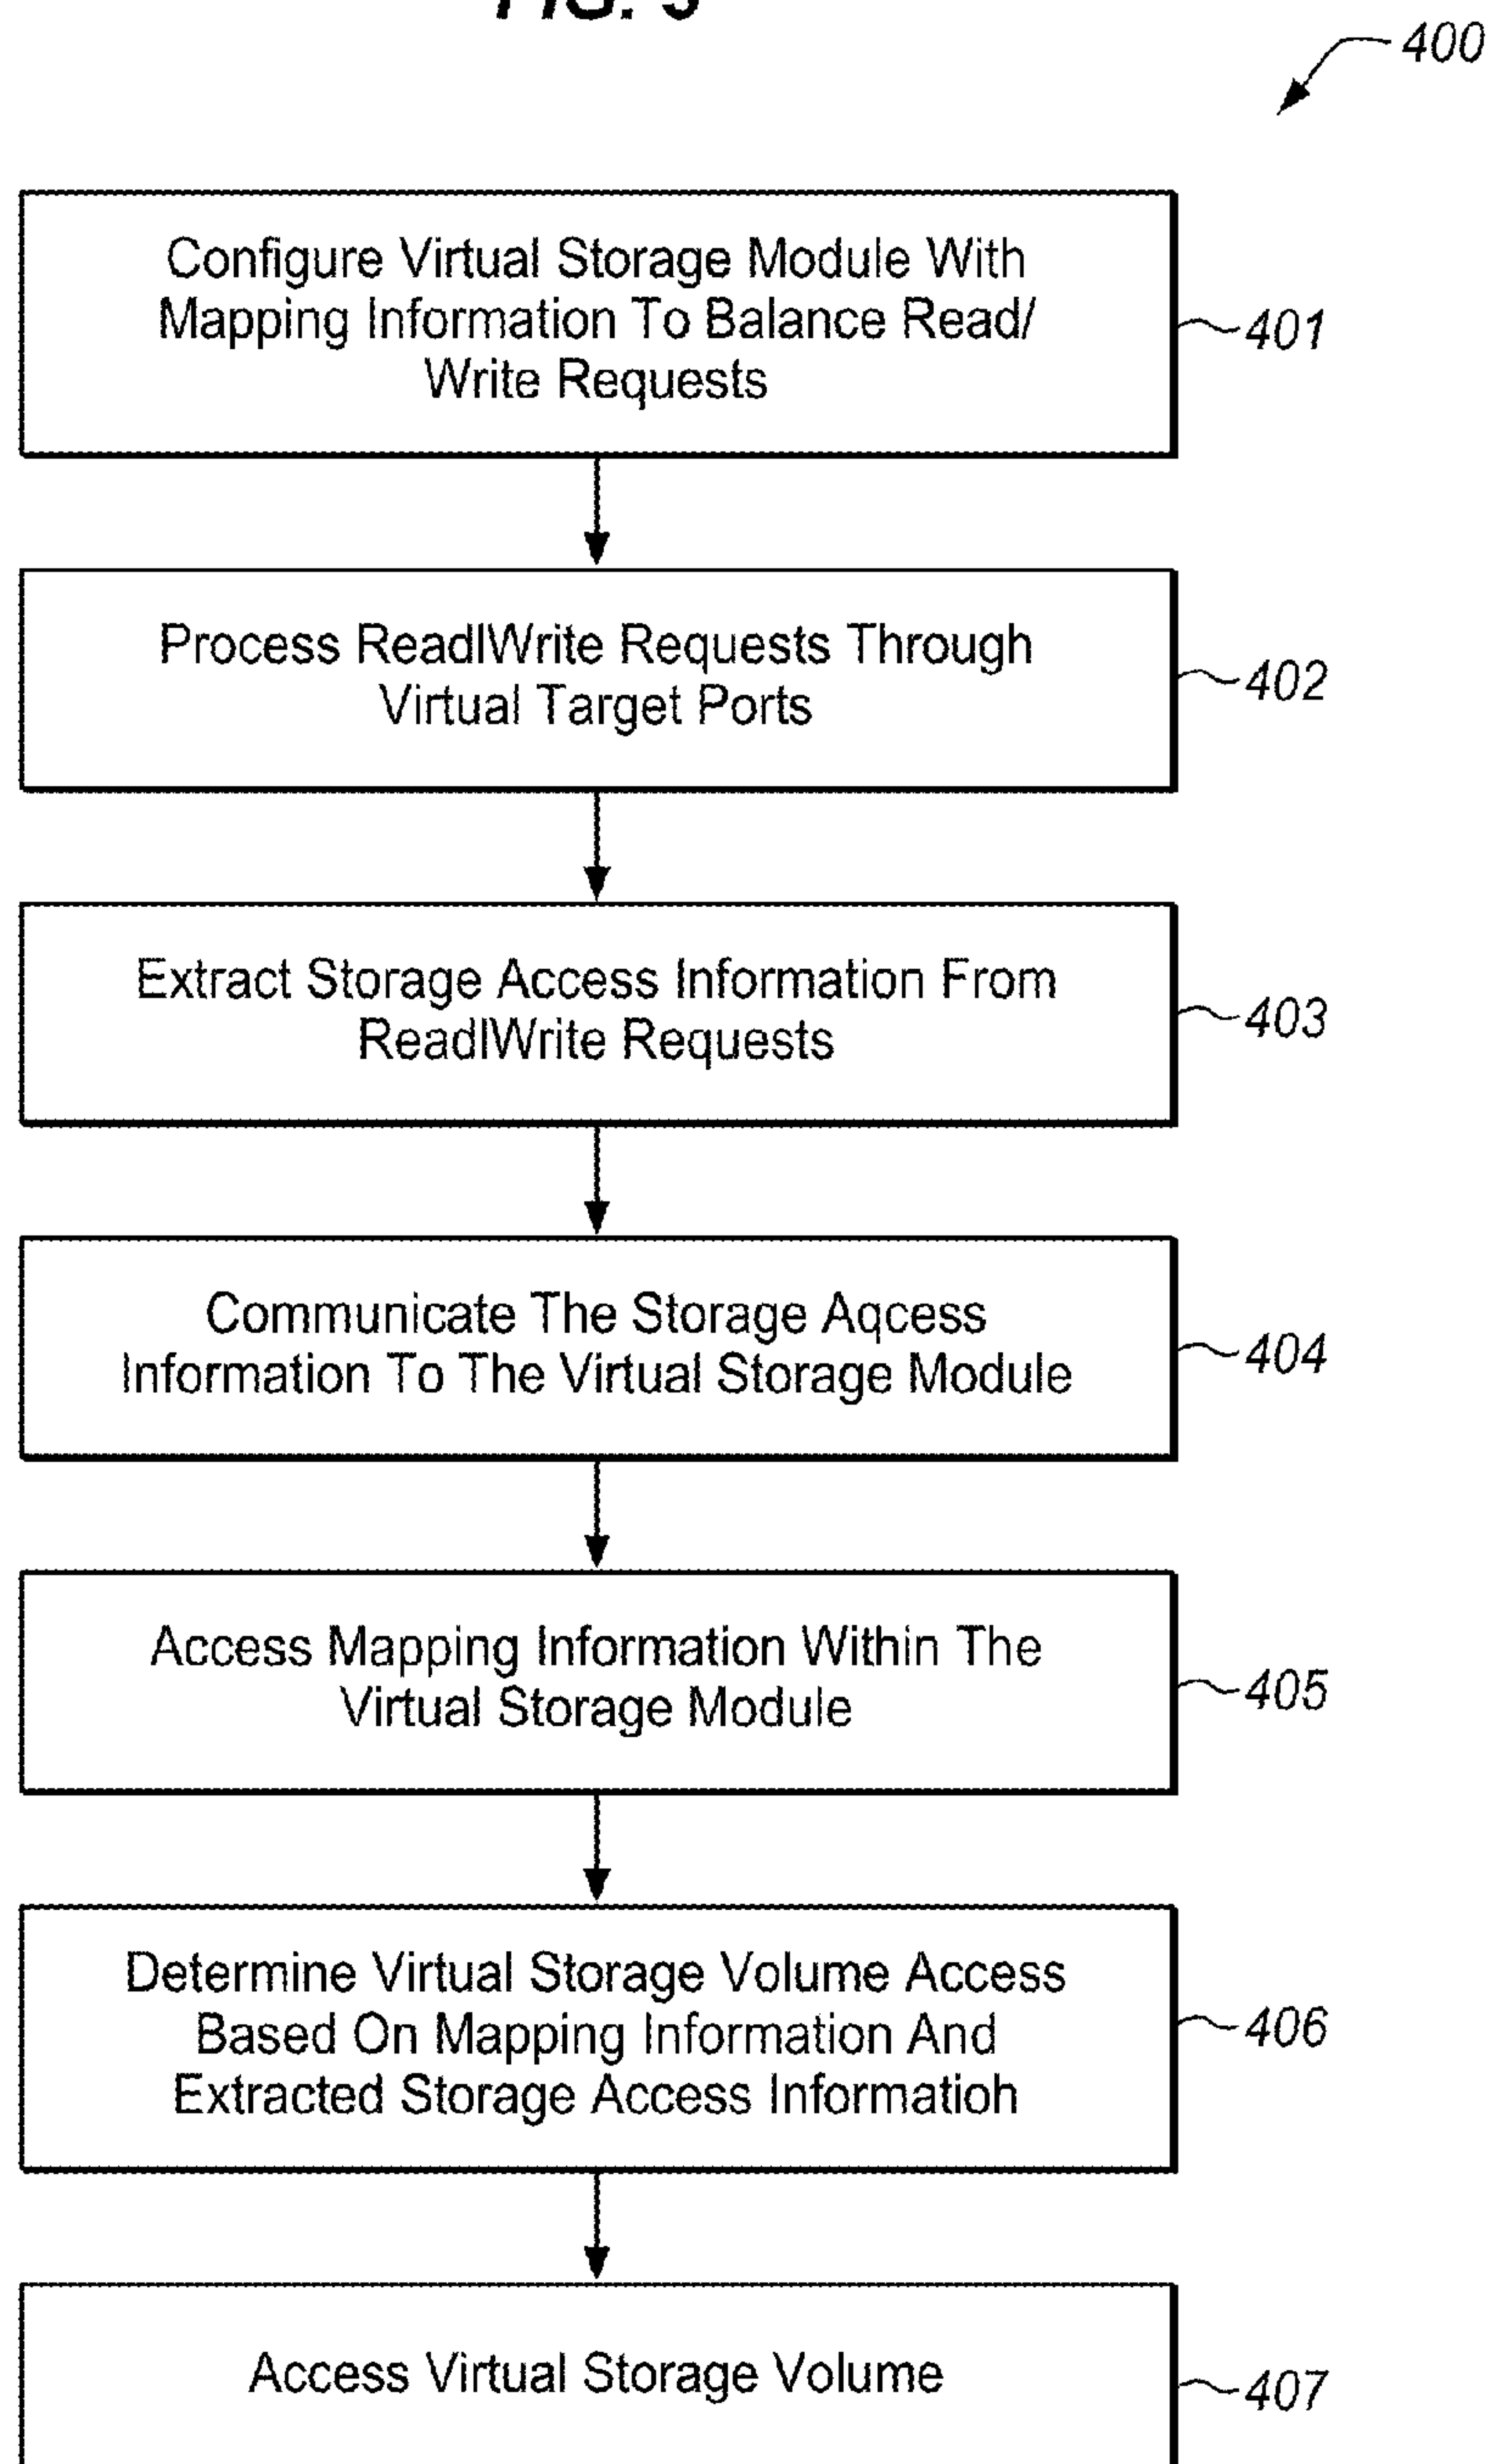 400
Configure Virtual Storage Module With
Mapping Information To Balance Read/
Write Requests
401
Process ReadIWrite Requests Through
Virtual Target Ports
402
Extract Storage Access Information From
ReadIWrite Requests
403
Communicate The Storage Aqcess
Information To The Virtual Storage Module
404
Access Mapping Information Within The
Virtual Storage Module
405
Determine Virtual Storage Volume Access
Based On Mapping Information And
Extracted Storage Access Informatioh
406
Access Virtual Storage Volume
407